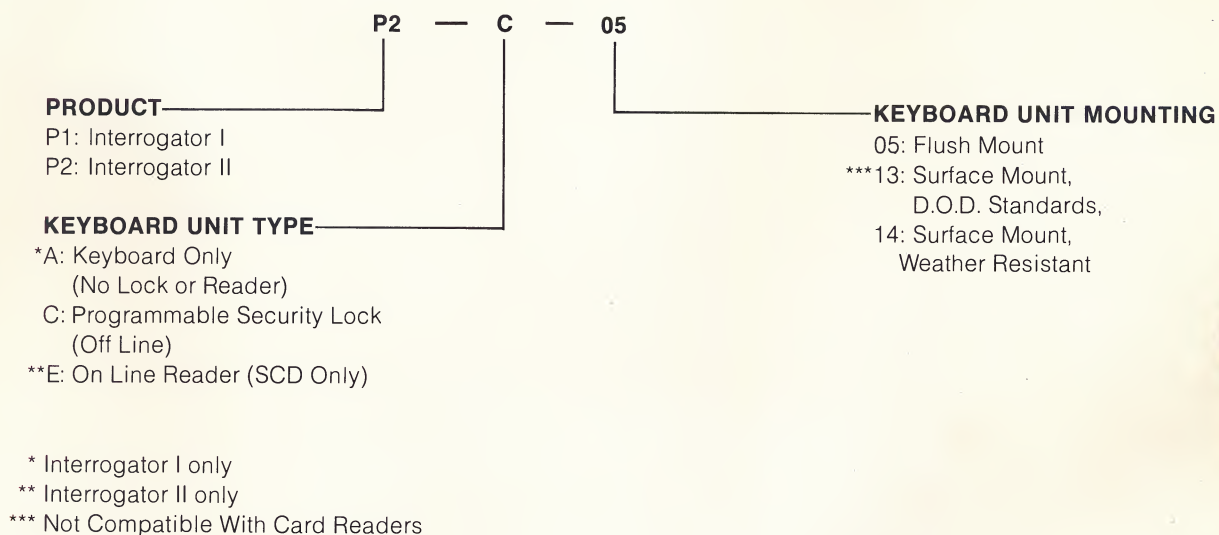 P2 — C — 05
PRODUCT
P1: Interrogator I
P2: Interrogator II
KEYBOARD UNIT TYPE
*A: Keyboard Only
(No Lock or Reader)
C: Programmable Security Lock
(Off Line)
**E: On Line Reader (SCD Only)
KEYBOARD UNIT MOUNTING
05: Flush Mount
***13: Surface Mount,
D.O.D. Standards,
14: Surface Mount,
Weather Resistant
* Interrogator I only
** Interrogator II only
*** Not Compatible With Card Readers